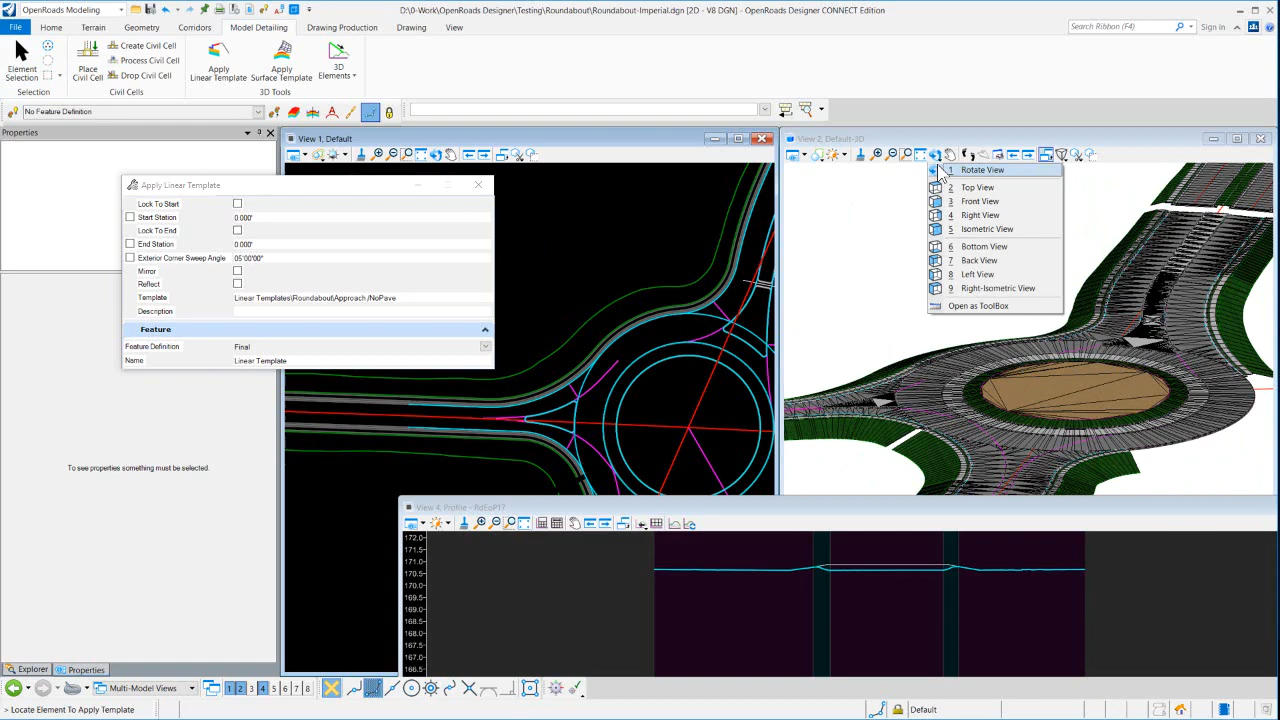 OpenRoads Modeling
D:\0-Work\OpenRoads Designer\Testing\Roundabout\Roundabout-Imperial.dgn [2D - V8 DGN] - OpenRoads Designer CONNECT Edition
File Home Terrain Geometry Corridors Model Detailing Drawing Production Drawing View
Search Ribbon (F4)
Sign in
Element
Selection
Selection
Place
Civil Cell
Create Civil Cell
Process Civil Cell
Drop Civil Cell
Civil Cells
Apply
Linear Template
Apply
Surface Template
3D
Elements
3D Tools
No Feature Definition
Properties
To see properties something must be selected.
View 1, Default
View 2, Default-3D
Apply Linear Template
Lock To Start
Start Station 0.000'
Lock To End
End Station 0.000'
Exterior Corner Sweep Angle 05°00'00"
Mirror
Reflect
Template Linear Templates\Roundabout\Approach /NoPave
Description
Feature
Feature Definition Final
Name Linear Template
1 Rotate View
2 Top View
3 Front View
4 Right View
5 Isometric View
6 Bottom View
7 Back View
8 Left View
9 Right-Isometric View
Open as ToolBox
View 4, Profile - RdEoP17
172.0
171.0
170.5
170.0
169.5
169.0
168.0
167.5
167.0
166.5
Explorer Properties
Multi-Model Views
1 2 3 4 5 6 7 8
> Locate Element To Apply Template
Default